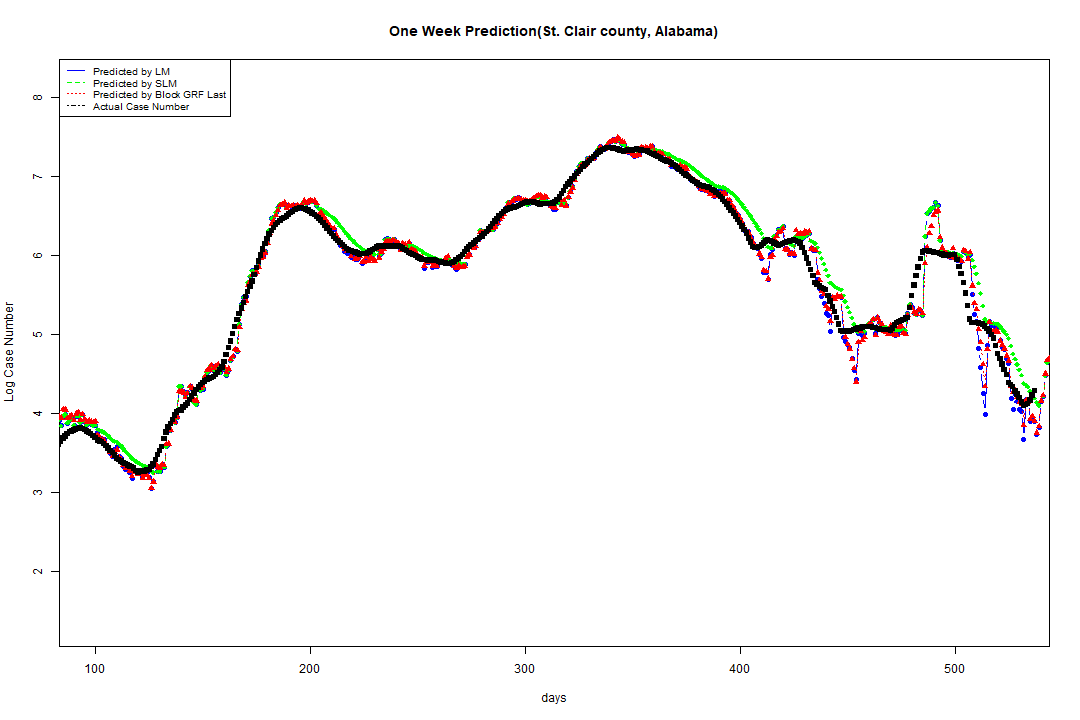 One Week Prediction(St. Clair county, Alabama)
Predicted by LM
Predicted by SLM
Predicted by Block GRF Last
Actual Case Number
8
7
6
5
4
3
2
Log Case Number
100 200 300 400 500
days